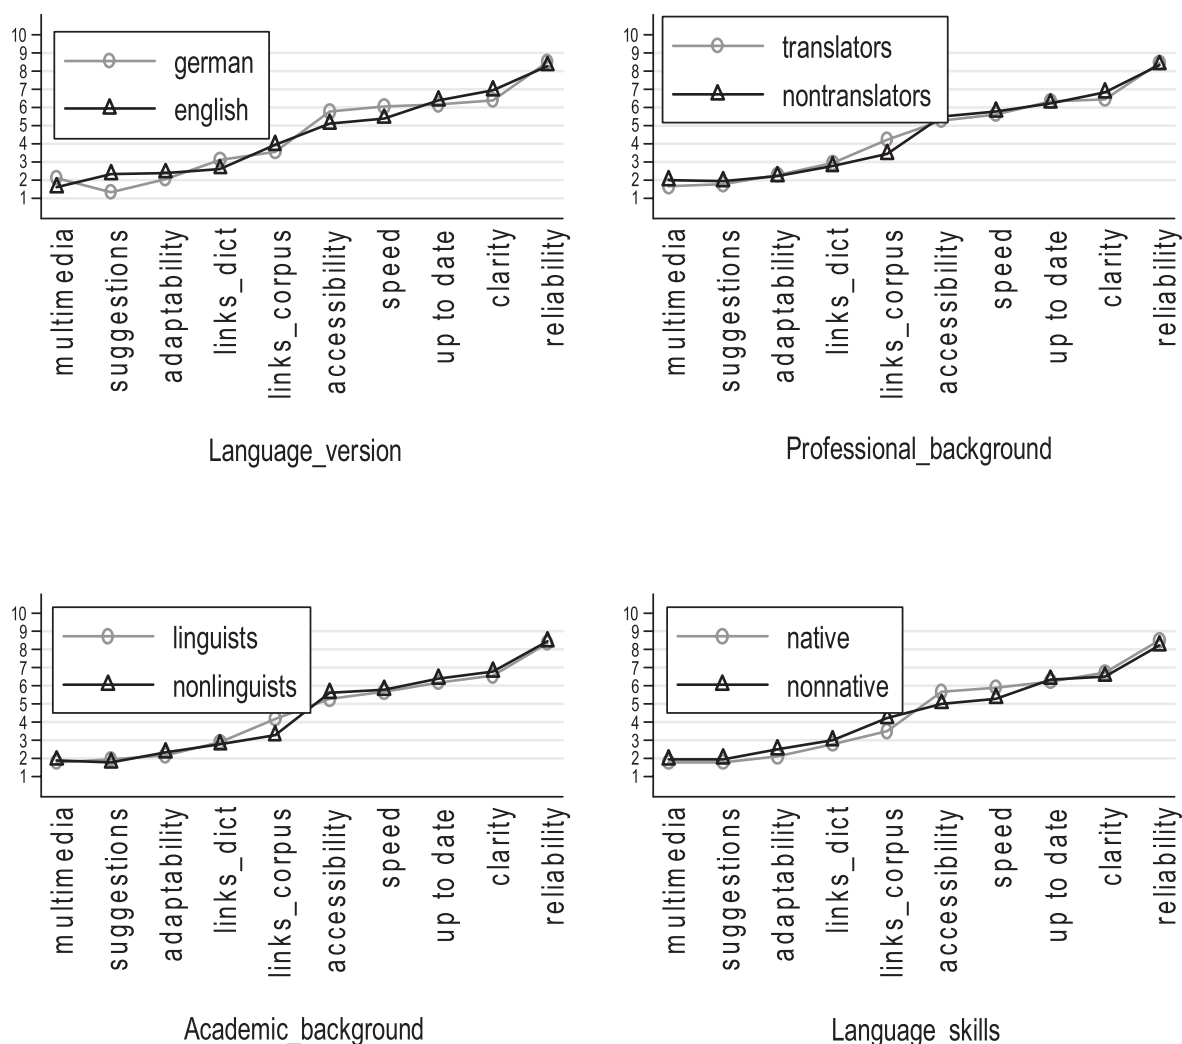 10
9
8
7
6
5
4
3
2
1
german
english
multimedia
suggestions
adaptability
links_dict
links_corpus
accessibility
speed
up to date
clarity
reliability
Language_version
10
9
8
7
6
5
4
3
2
1
translators
nontranslators
multimedia
suggestions
adaptability
links_dict
links_corpus
accessibility
speed
up to date
clarity
reliability
Professional_background
10
9
8
7
6
5
4
3
2
1
linguists
nonlinguists
multimedia
suggestions
adaptability
links_dict
links_corpus
accessibility
speed
up to date
clarity
reliability
Academic_background
10
9
8
7
6
5
4
3
2
1
native
nonnative
multimedia
suggestions
adaptability
links_dict
links_corpus
accessibility
speed
up to date
clarity
reliability
Language skills